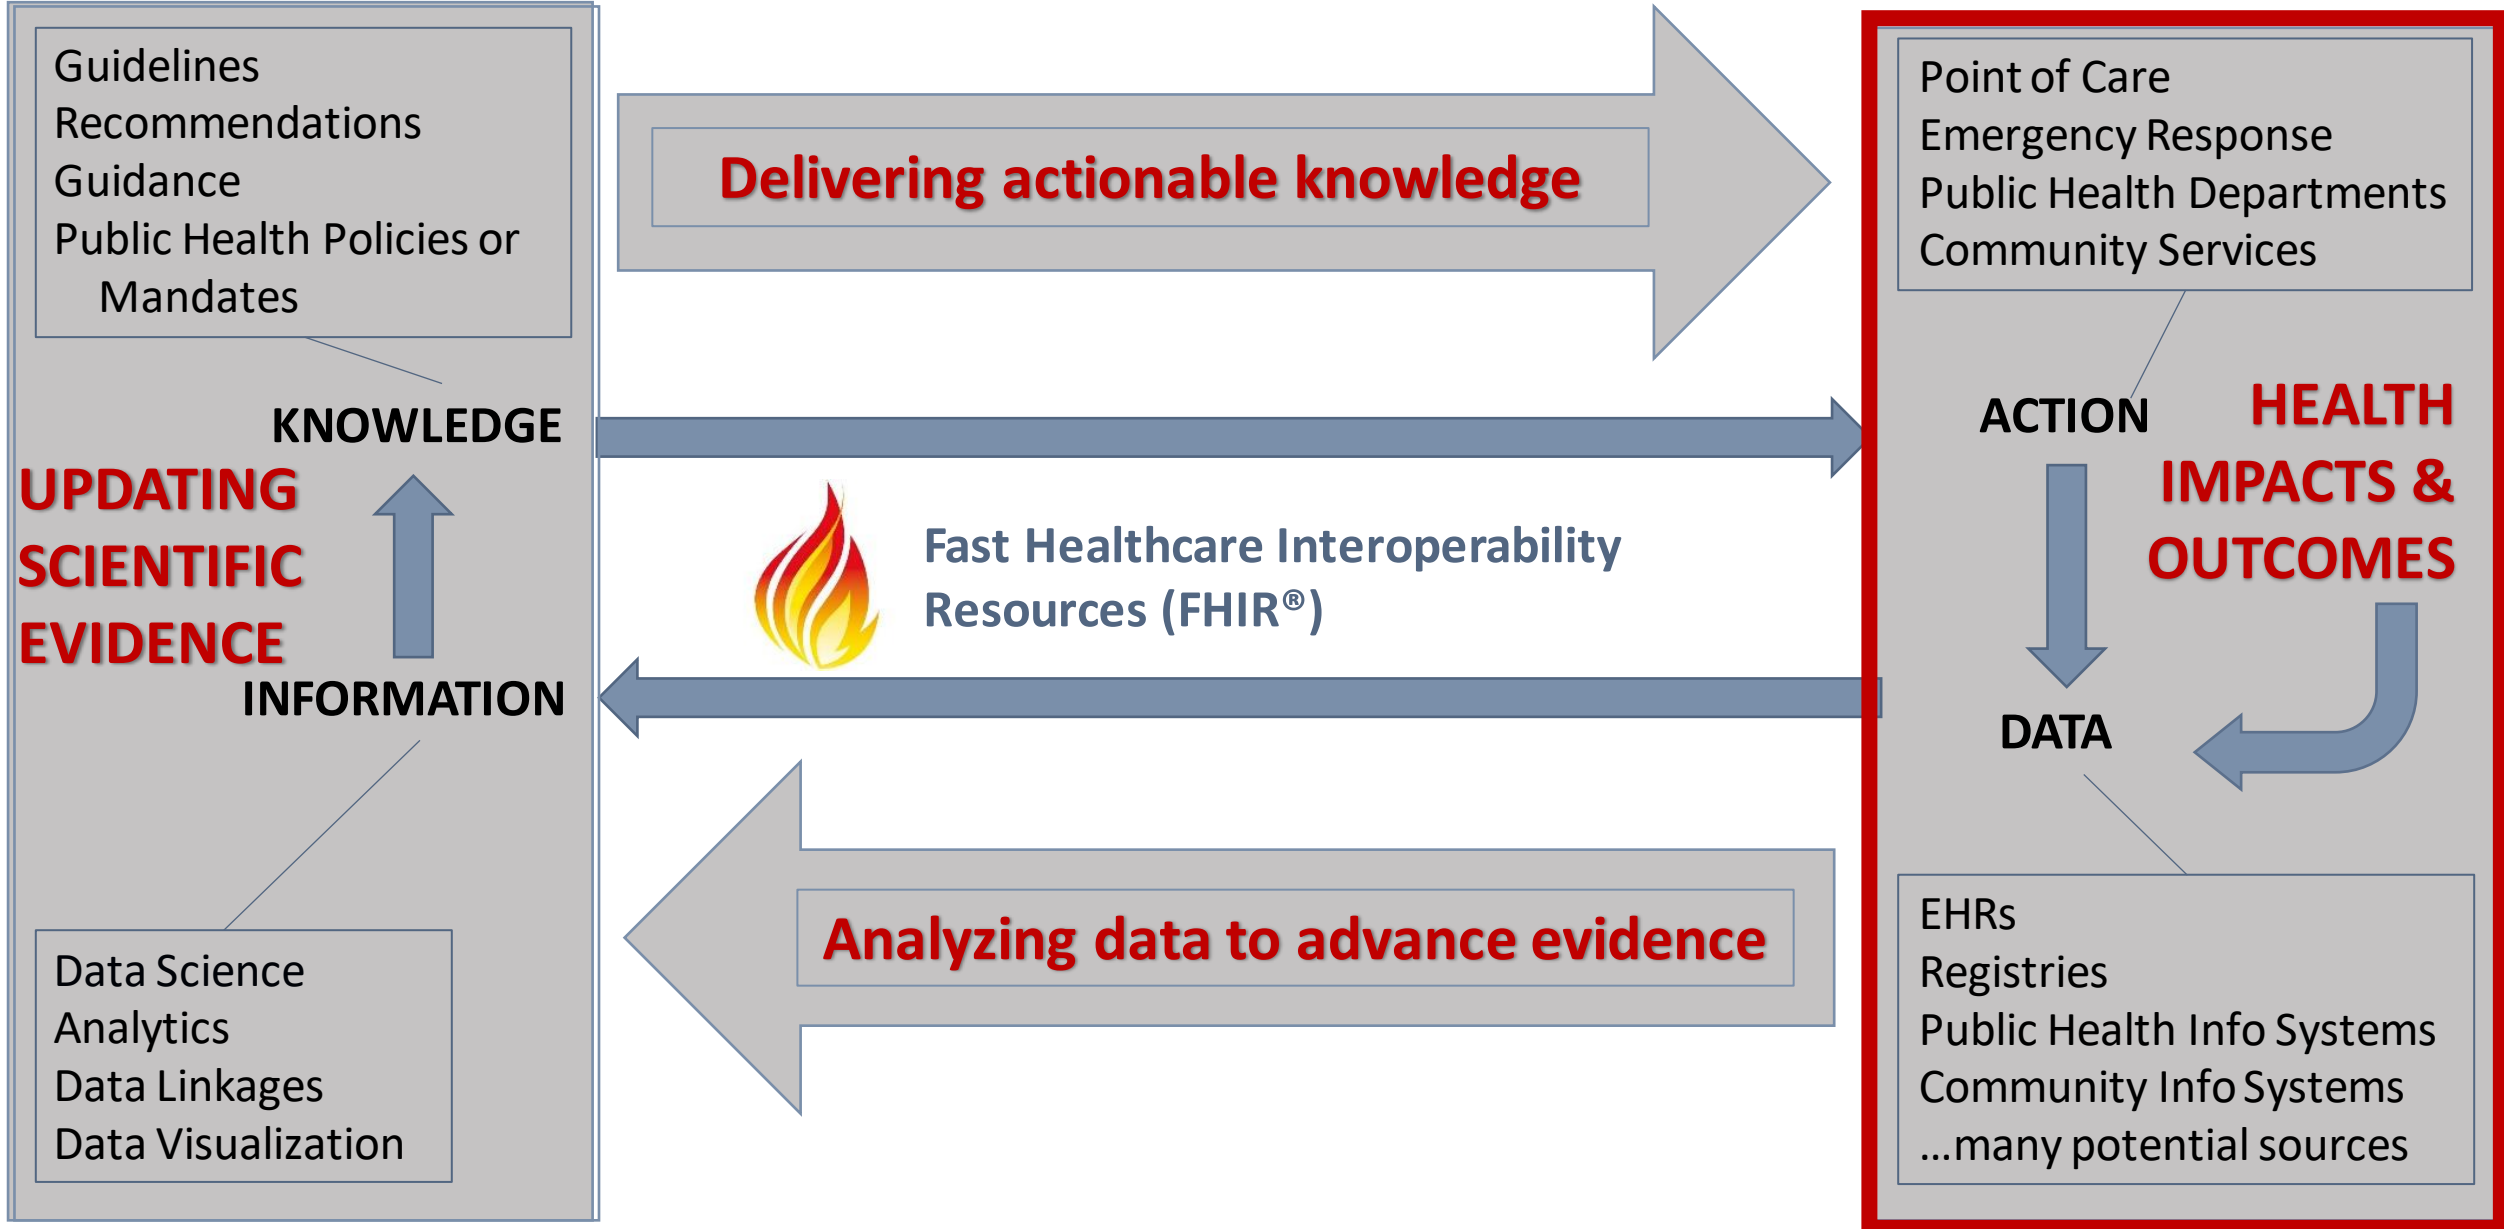 Guidelines
Recommendations
Guidance
Public Health Policies or
Mandates
KNOWLEDGE
UPDATING
SCIENTIFIC
EVIDENCE
INFORMATION
Data Science
Analytics
Data Linkages
Data Visualization
Delivering actionable knowledge
Fast Healthcare Interoperability
Resources (FHIR®)
Analyzing data to advance evidence
Point of Care
Emergency Response
Public Health Departments
Community Services
ACTION
HEALTH
IMPACTS &
OUTCOMES
DATA
EHRs
Registries
Public Health Info Systems
Community Info Systems
...many potential sources